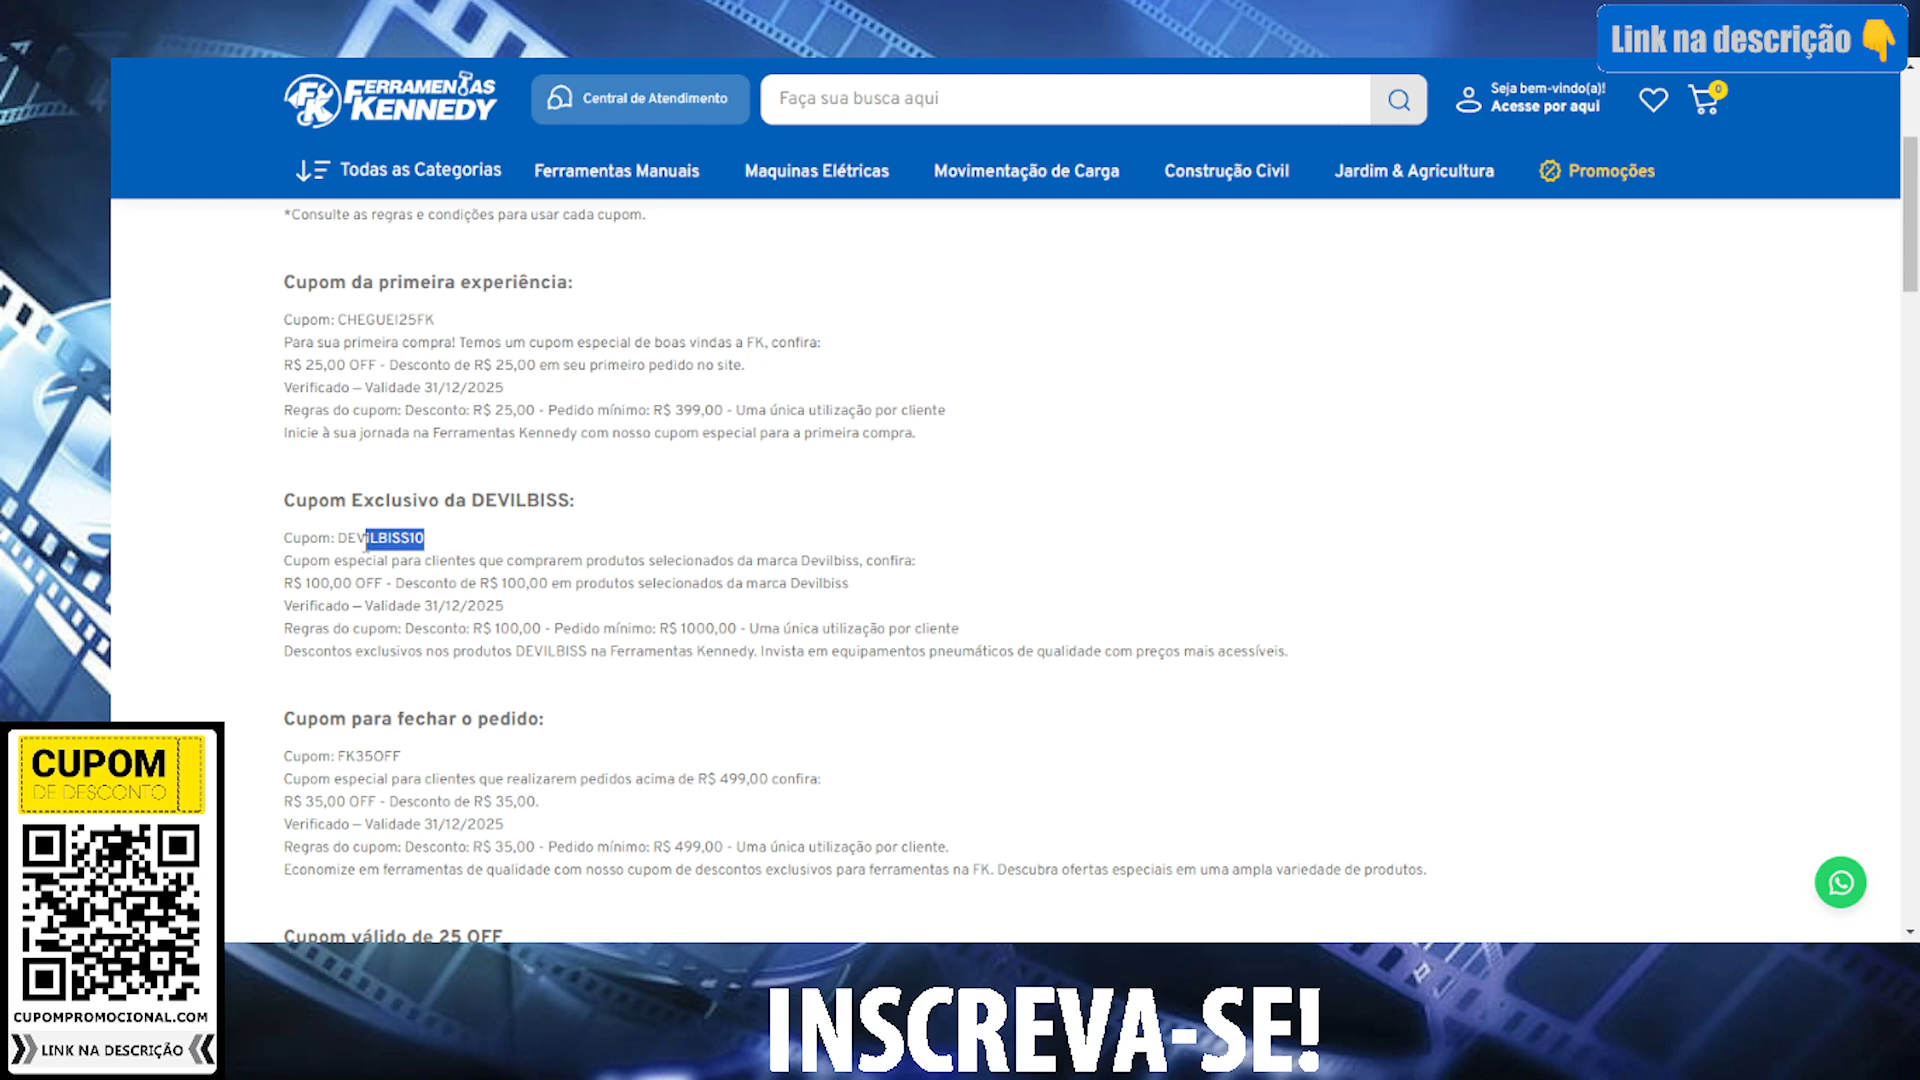 Link na descrição
FERRAMENTAS
KENNEDY
FK
Central de Atendimento
Faça sua busca aqui
Seja bem-vindo(a)!
Acesse por aqui
0
Todas as Categorias
Ferramentas Manuais
Maquinas Elétricas
Movimentação de Carga
Construção Civil
Jardim & Agricultura
Promoções
*Consulte as regras e condições para usar cada cupom.
Cupom da primeira experiência:
Cupom: CHEGUEI25FK
Para sua primeira compra! Temos um cupom especial de boas vindas a FK, confira:
R$ 25,00 OFF - Desconto de R$ 25,00 em seu primeiro pedido no site.
Verificado – Validade 31/12/2025
Regras do cupom: Desconto: R$ 25,00 - Pedido mínimo: R$ 399,00 - Uma única utilização por cliente
Inicie à sua jornada na Ferramentas Kennedy com nosso cupom especial para a primeira compra.
Cupom Exclusivo da DEVILBISS:
Cupom: DEVILBISS10
Cupom especial para clientes que comprarem produtos selecionados da marca Devilbiss, confira:
R$ 100,00 OFF - Desconto de R$ 100,00 em produtos selecionados da marca Devilbiss
Verificado – Validade 31/12/2025
Regras do cupom: Desconto: R$ 100,00 - Pedido mínimo: R$ 1000,00 - Uma única utilização por cliente
Descontos exclusivos nos produtos DEVILBISS na Ferramentas Kennedy. Invista em equipamentos pneumáticos de qualidade com preços mais acessíveis.
Cupom para fechar o pedido:
Cupom: FK35OFF
Cupom especial para clientes que realizarem pedidos acima de R$ 499,00 confira:
R$ 35,00 OFF - Desconto de R$ 35,00.
Verificado – Validade 31/12/2025
Regras do cupom: Desconto: R$ 35,00 - Pedido mínimo: R$ 499,00 - Uma única utilização por cliente.
Economize em ferramentas de qualidade com nosso cupom de descontos exclusivos para ferramentas na FK. Descubra ofertas especiais em uma ampla variedade de produtos.
Cupom válido de 25 OFF
CUPOM
DE DESCONTO
CUPOMPROMOCIONAL.COM
LINK NA DESCRIÇÃO
INSCREVA-SE!